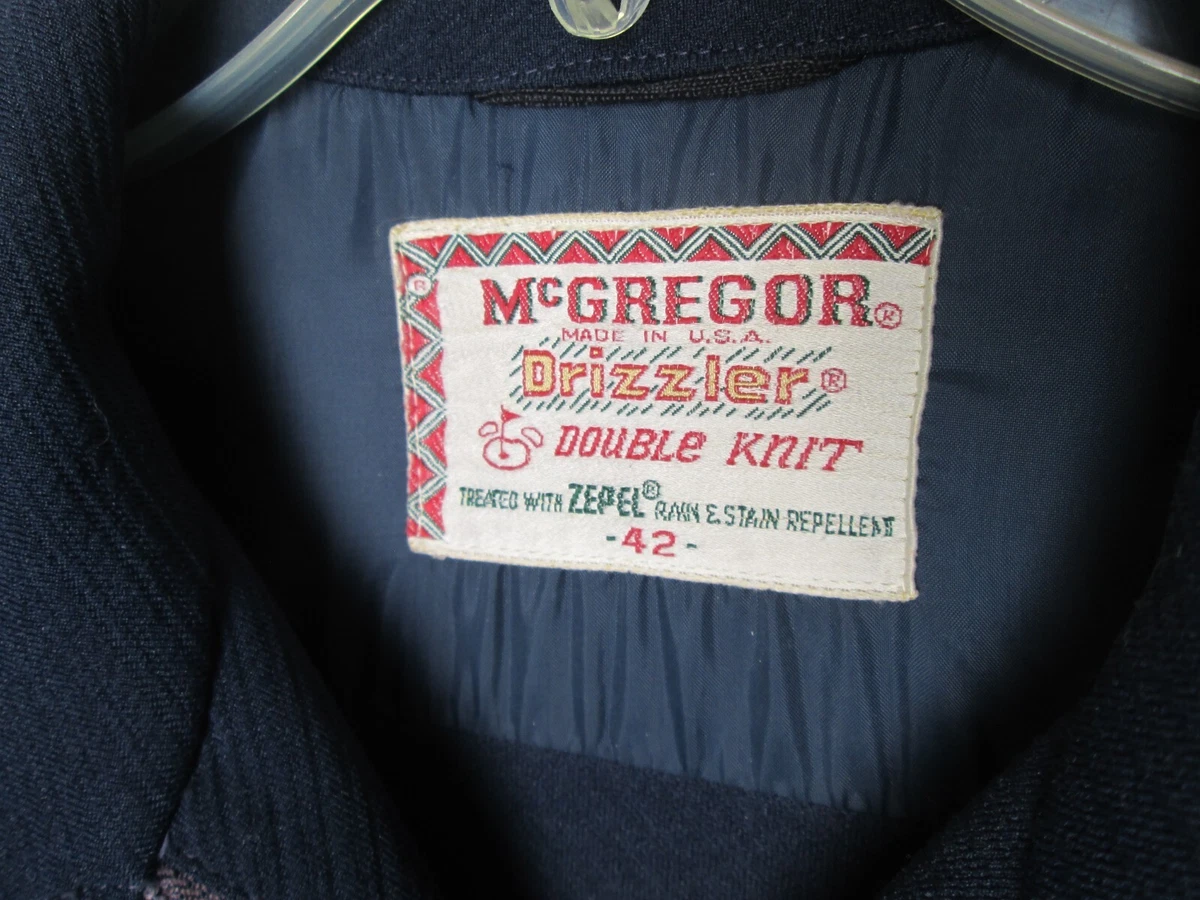 McGREGOR®
MADE IN U.S.A.
Drizzler®
DOUBLE KNIT
TREATED WITH ZEPEL® RAIN & STAIN REPELLENT
-42-
®